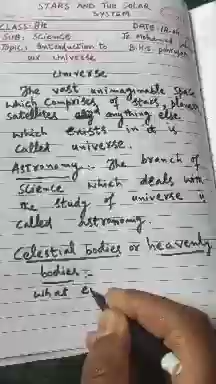 STARS AND THE SOLAR
SYSTEM
CLASS: 8th
DATE:
SUB: Science
Topic: Introduction to
our universe
Universe
The vast unimaginable space
which comprises of stars, planets
satellites anything else
which exists in it is
called universe.
Astronomy:- The branch of
science which deals with
the study of universe is
called Astronomy.
Celestial bodies or heavenly
bodies:-
what